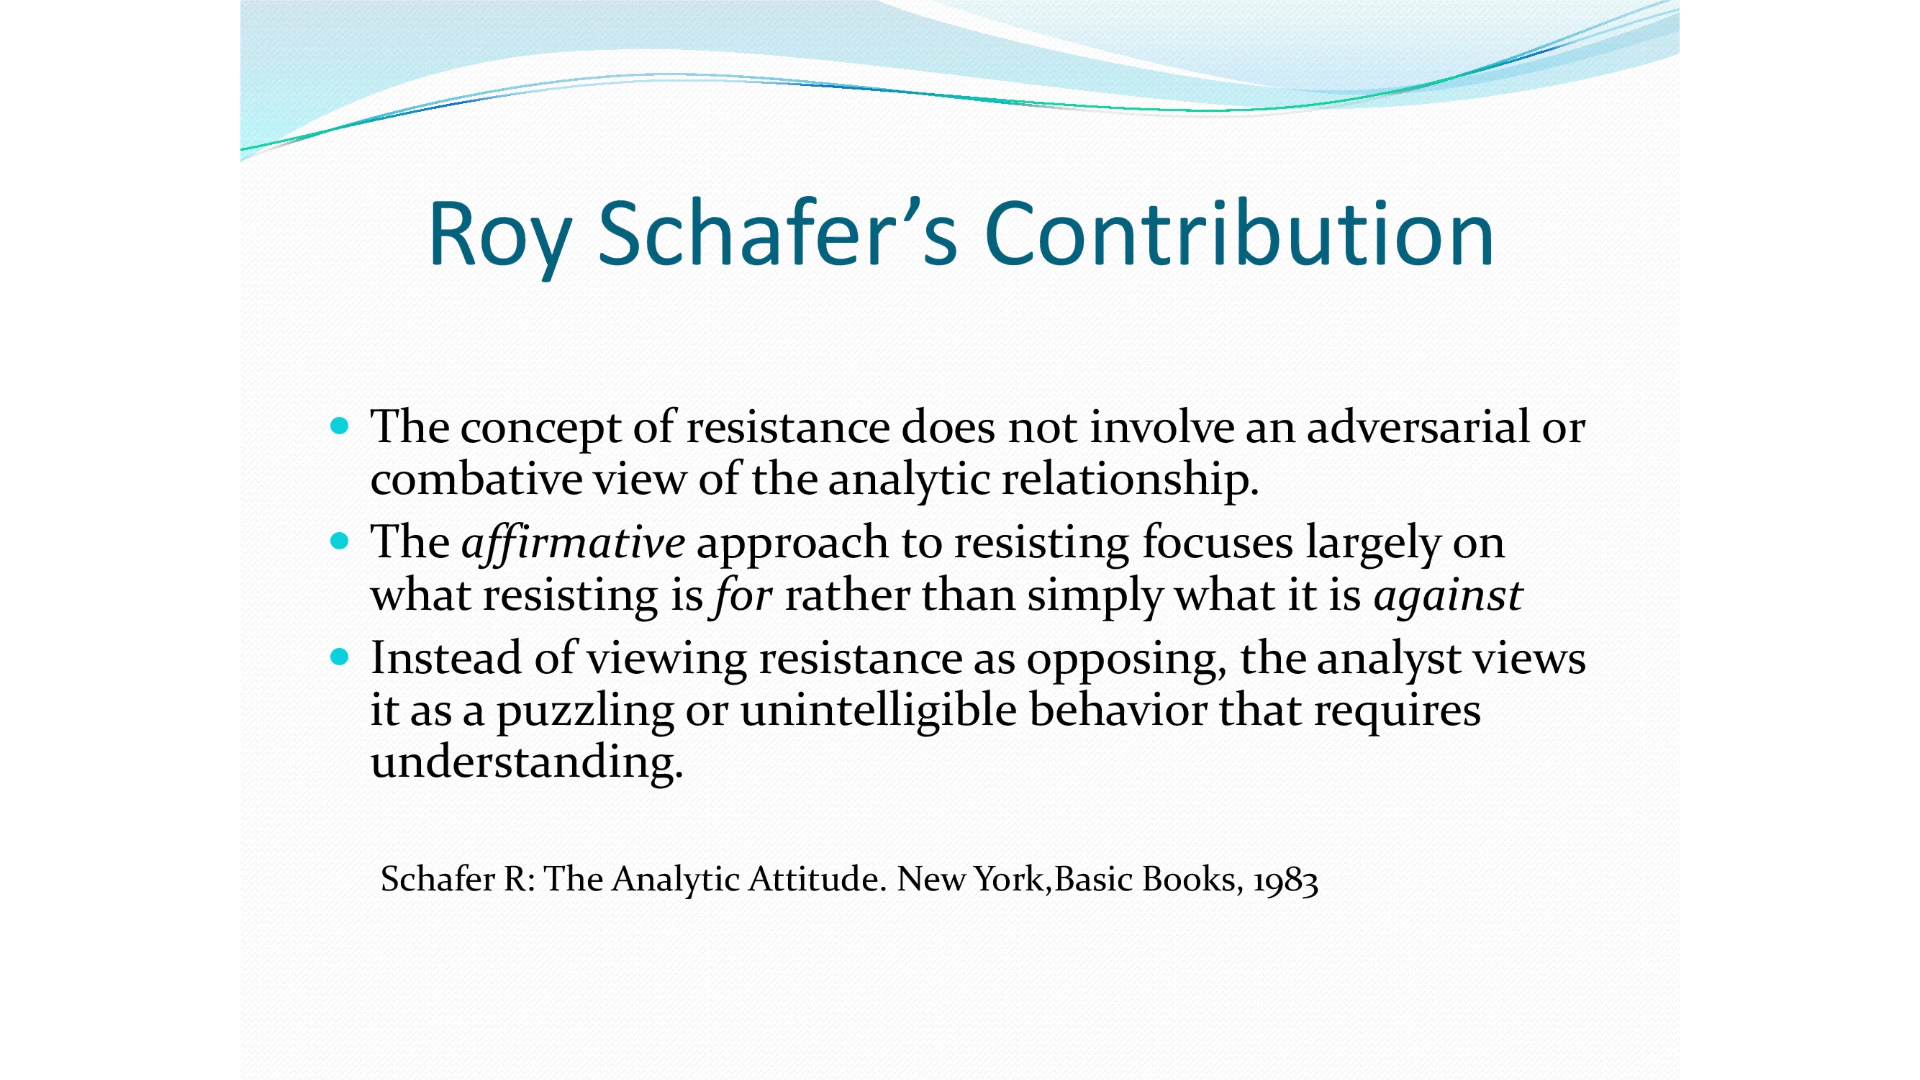 Roy Schafer’s Contribution
The concept of resistance does not involve an adversarial or
combative view of the analytic relationship.
The affirmative approach to resisting focuses largely on
what resisting is for rather than simply what it is against
Instead of viewing resistance as opposing, the analyst views
it as a puzzling or unintelligible behavior that requires
understanding.
Schafer R: The Analytic Attitude. New York,Basic Books, 1983